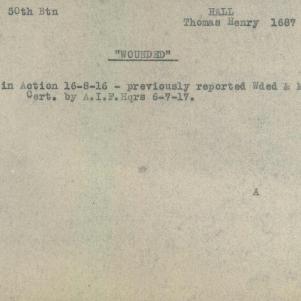 50th Btn HALL
Thomas Henry 1687
"WOUNDED"
in Action 16-8-16 - previously reported Wded & M
Cert. by A.I.F.Hqrs 6-7-17.
A